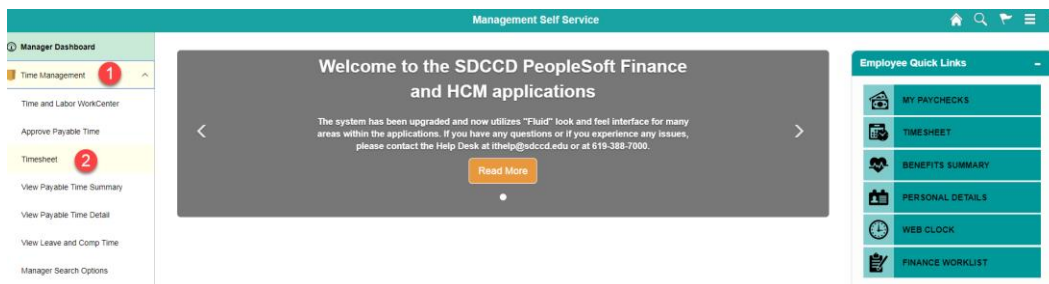 Management Self Service
Manager Dashboard
Time Management
1
Time and Labor WorkCenter
Approve Payable Time
Timesheet
2
View Payable Time Summary
View Payable Time Detail
View Leave and Comp Time
Manager Search Options
Welcome to the SDCCD PeopleSoft Finance
and HCM applications
The system has been upgraded and now utilizes "Fluid" look and feel interface for many
areas within the applications. If you have any questions or if you experience any issues,
please contact the Help Desk at ithelp@sdccd.edu or at 619-388-7000.
Read More
Employee Quick Links
MY PAYCHECKS
TIMESHEET
BENEFITS SUMMARY
PERSONAL DETAILS
WEB CLOCK
FINANCE WORKLIST